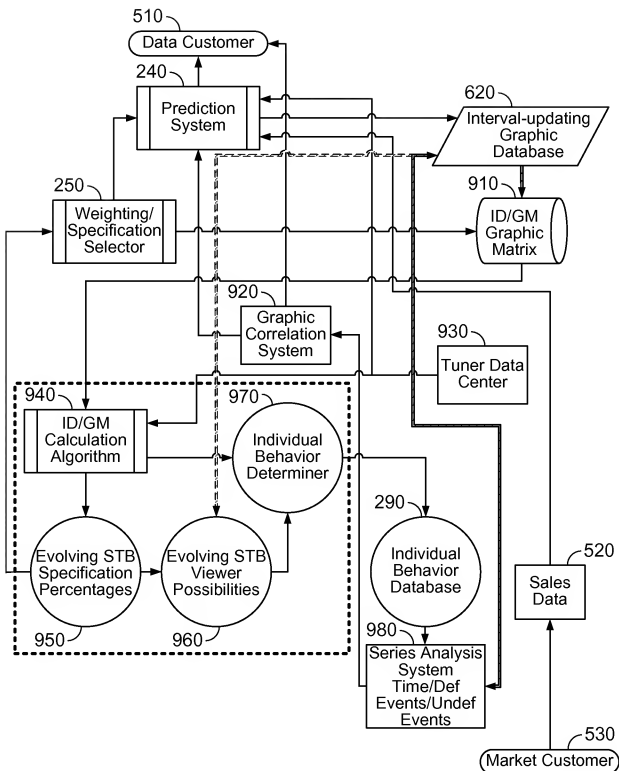 510
Data Customer
240
Prediction
System
620
Interval-updating
Graphic
Database
250
Weighting/
Specification
Selector
910
ID/GM
Graphic
Matrix
920
Graphic
Correlation
System
930
Tuner Data
Center
940
ID/GM
Calculation
Algorithm
970
Individual
Behavior
Determiner
290
Individual
Behavior
Database
Evolving STB
Specification
Percentages
950
Evolving STB
Viewer
Possibilities
960
520
Sales
Data
980
Series Analysis
System
Time/Def
Events/Undef
Events
530
Market Customer